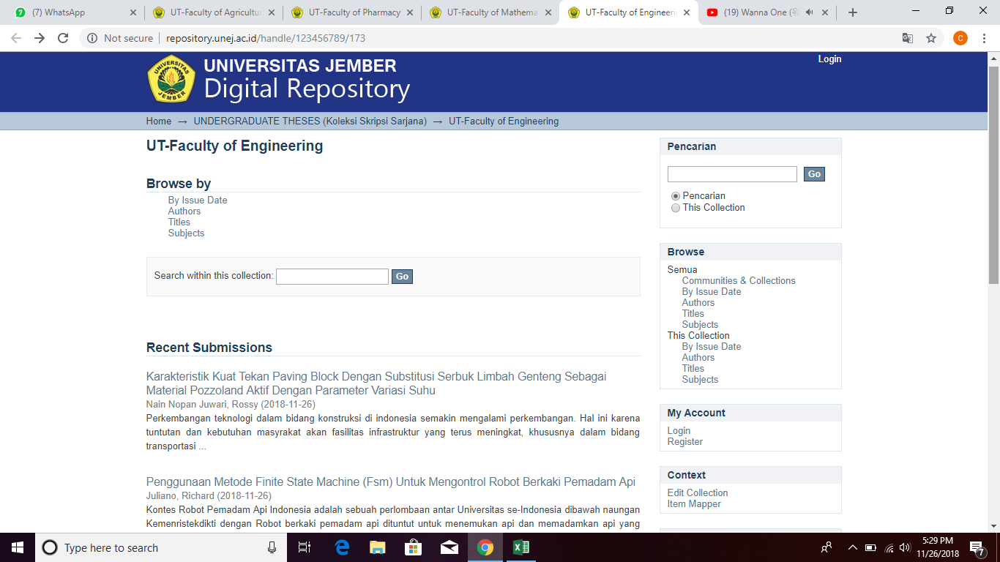 (7) WhatsApp
UT-Faculty of Agricultur
UT-Faculty of Pharmacy
UT-Faculty of Mathema
UT-Faculty of Engineeri
(19) Wanna One (워
Not secure
repository.unej.ac.id/handle/123456789/173
C
UNIVERSITAS JEMBER
UNIVERSITAS JEMBER
Digital Repository
Login
Home → UNDERGRADUATE THESES (Koleksi Skripsi Sarjana) → UT-Faculty of Engineering
UT-Faculty of Engineering
Browse by
By Issue Date
Authors
Titles
Subjects
Search within this collection: Go
Recent Submissions
Karakteristik Kuat Tekan Paving Block Dengan Substitusi Serbuk Limbah Genteng Sebagai
Material Pozzoland Aktif Dengan Parameter Variasi Suhu
Nain Nopan Juwari, Rossy (2018-11-26)
Perkembangan teknologi dalam bidang konstruksi di indonesia semakin mengalami perkembangan. Hal ini karena
tuntutan dan kebutuhan masyrakat akan fasilitas infrastruktur yang terus meningkat, khususnya dalam bidang
transportasi ...
Penggunaan Metode Finite State Machine (Fsm) Untuk Mengontrol Robot Berkaki Pemadam Api
Juliano, Richard (2018-11-26)
Kontes Robot Pemadam Api Indonesia adalah sebuah perlombaan antar Universitas se-Indonesia dibawah naungan
Kemenristekdikti dengan Robot berkaki pemadam api dituntut untuk menemukan api dan memadamkan api yang
Pencarian
Go
Pencarian
This Collection
Browse
Semua
Communities & Collections
By Issue Date
Authors
Titles
Subjects
This Collection
By Issue Date
Authors
Titles
Subjects
My Account
Login
Register
Context
Edit Collection
Item Mapper
Type here to search
5:29 PM
11/26/2018
7